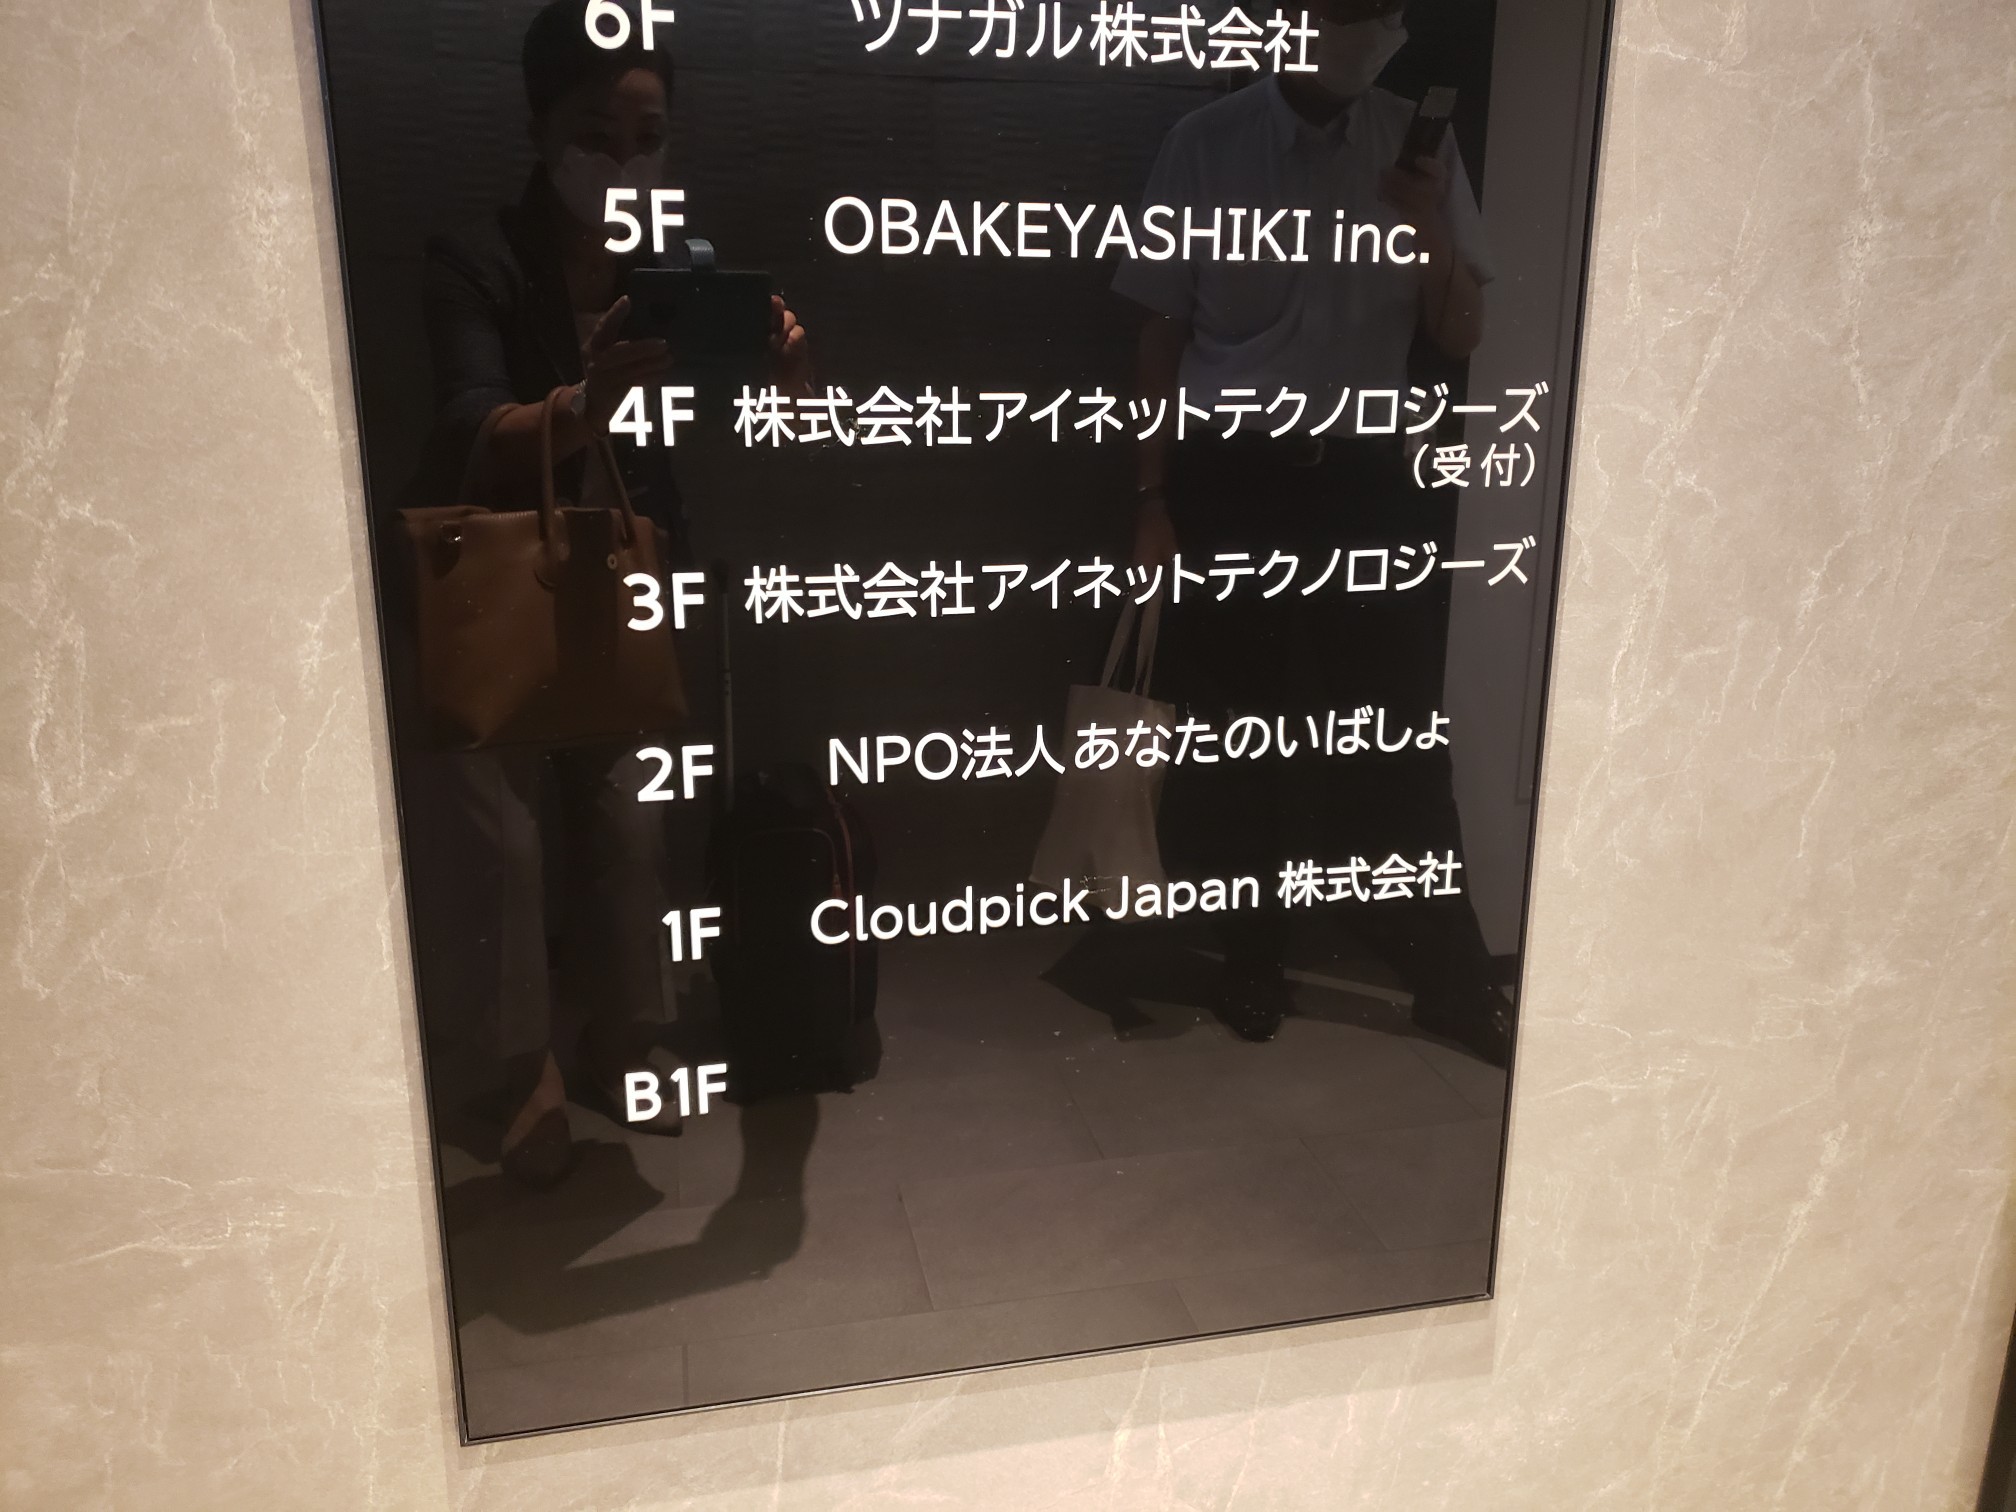 6F ツナガル株式会社
5F OBAKEYASHIKI inc.
4F 株式会社アイネットテクノロジーズ
（受付）
3F 株式会社アイネットテクノロジーズ
2F NPO法人あなたのいばしょ
1F Cloudpick Japan 株式会社
B1F